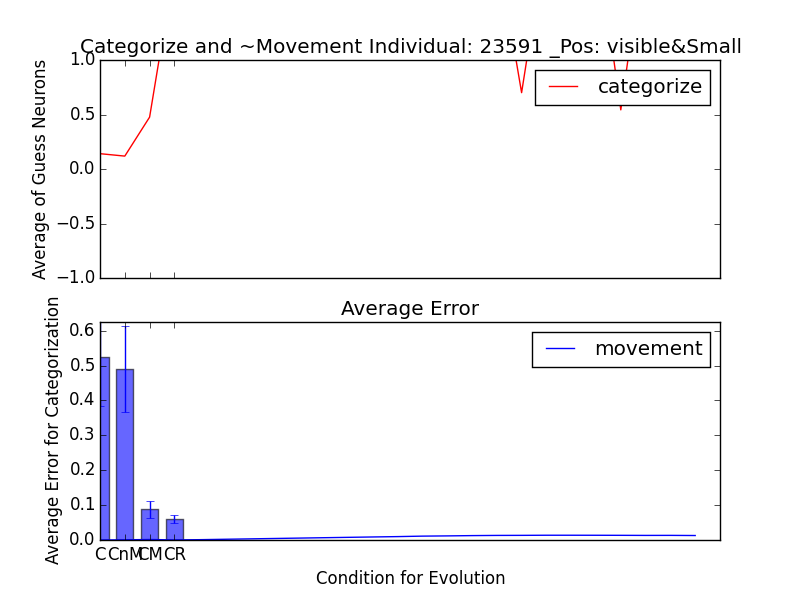 Categorize and ~Movement Individual: 23591 _Pos: visible&Small
1.0
0.5
0.0
−0.5
−1.0
Average of Guess Neurons
categorize
Average Error
0.6
0.5
0.4
0.3
0.2
0.1
0.0
Average Error for Categorization
movement
C CnM CM CR
Condition for Evolution